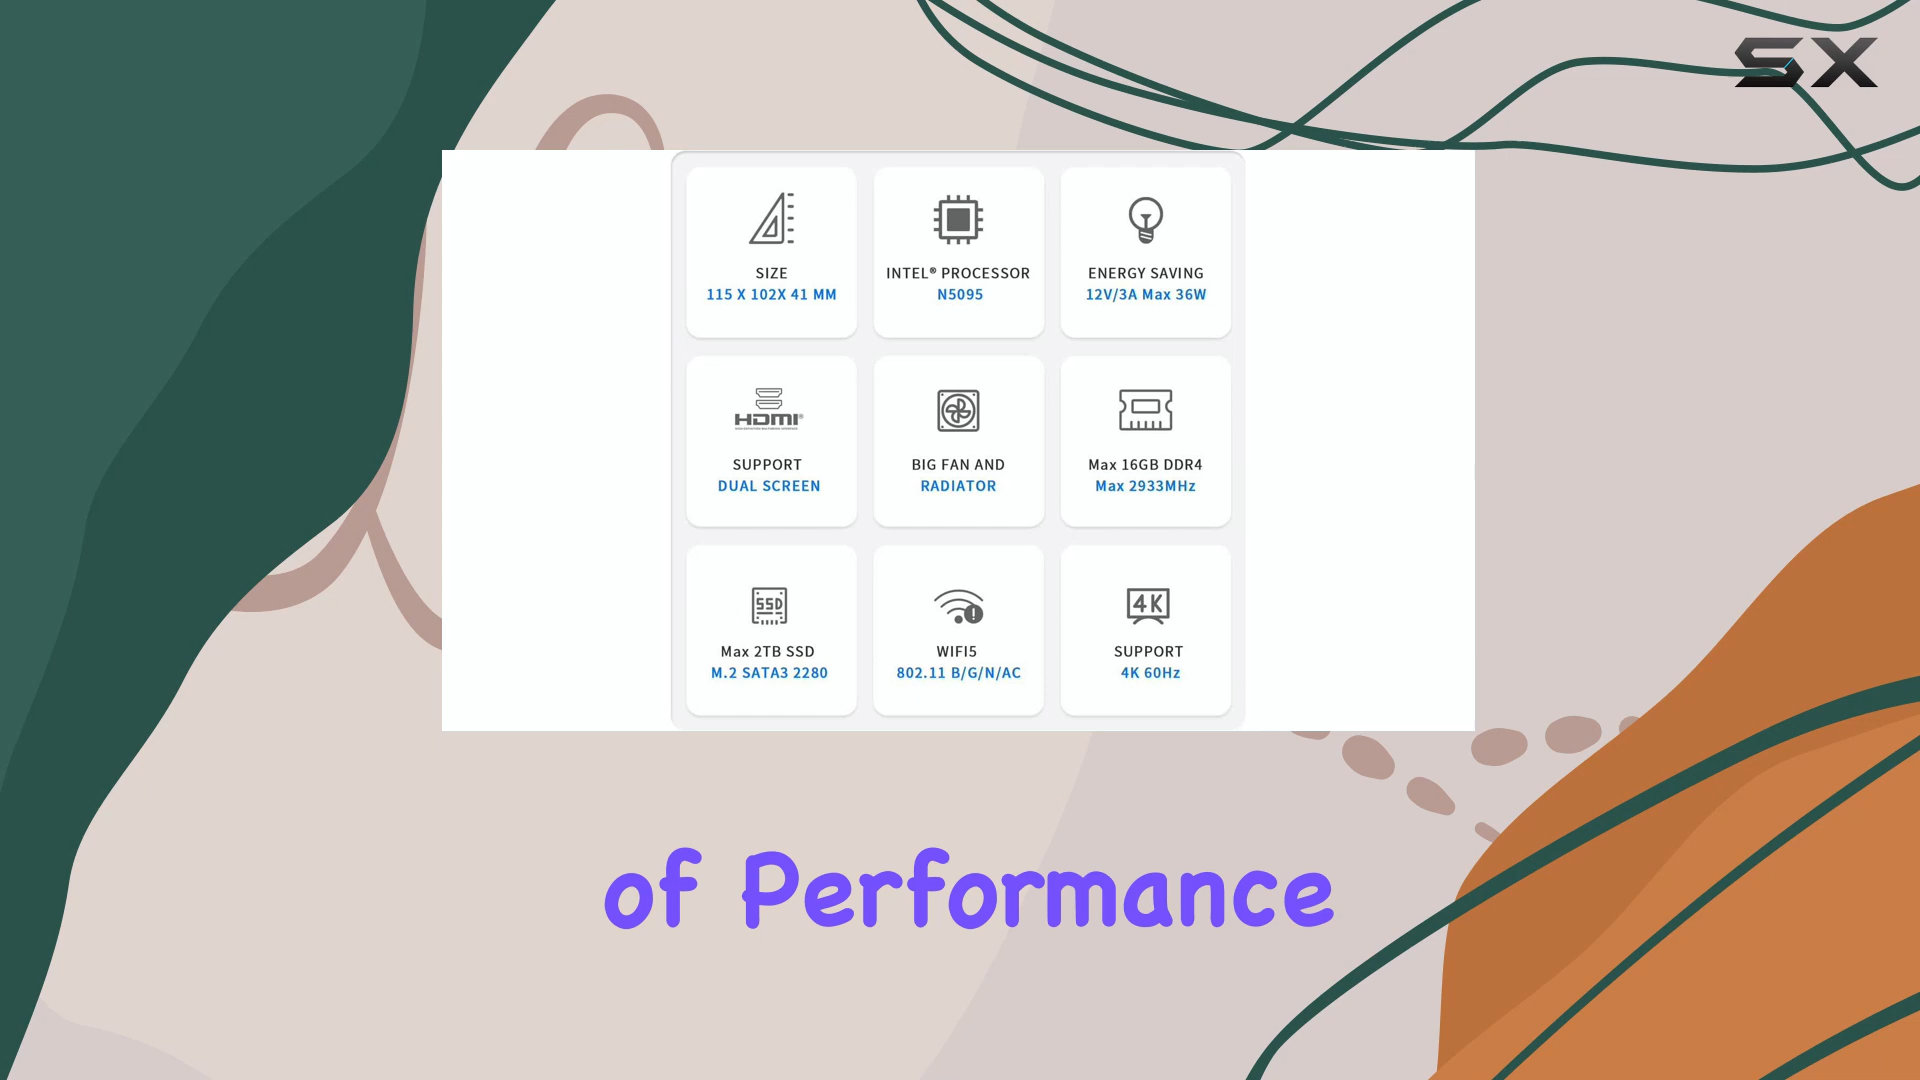 SX
SIZE
115 X 102X 41 MM
INTEL® PROCESSOR
N5095
ENERGY SAVING
12V/3A Max 36W
HDMI®
SUPPORT
DUAL SCREEN
BIG FAN AND
RADIATOR
Max 16GB DDR4
Max 2933MHz
SSD
Max 2TB SSD
M.2 SATA3 2280
WIFI5
802.11 B/G/N/AC
4K
SUPPORT
4K 60Hz
of Performance